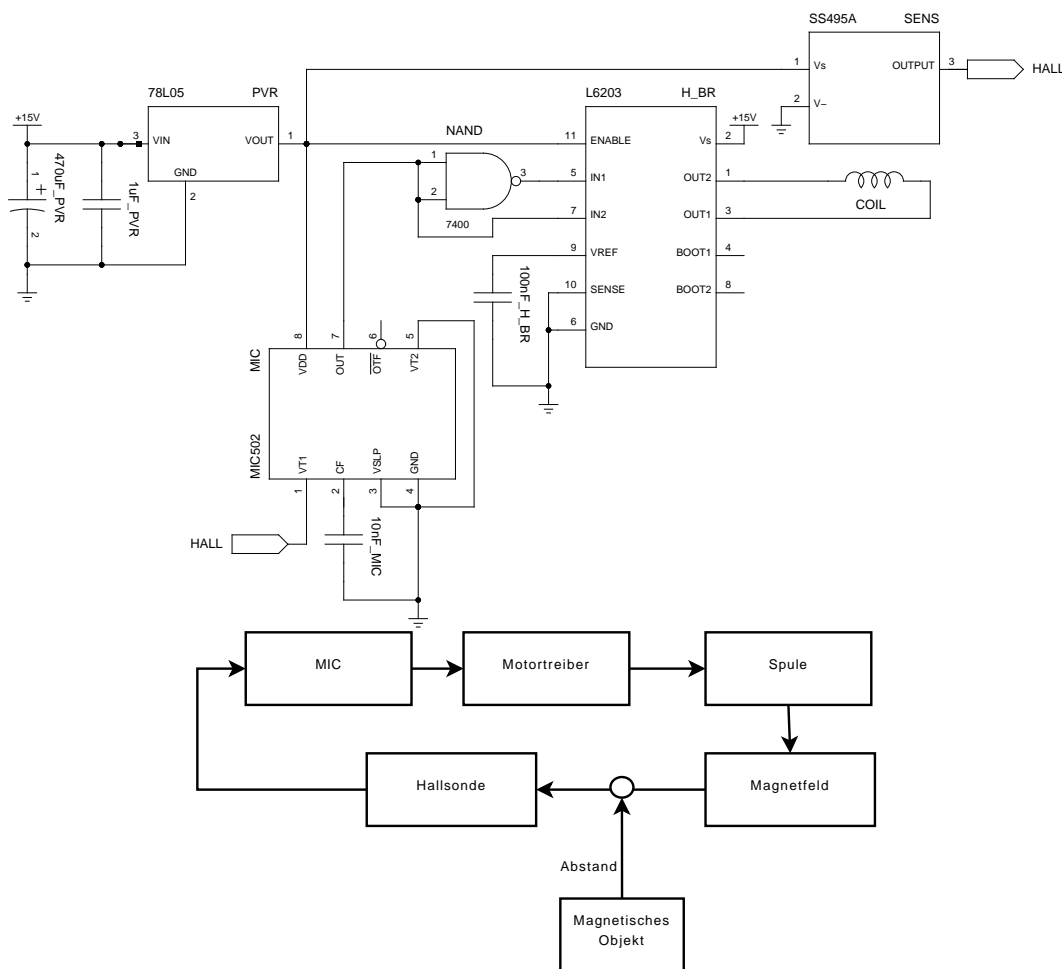 SS495A SENS
1 Vs OUTPUT 3 HALL
2 V−
78L05 PVR
+15V
3 VIN VOUT 1
GND
2
1 +
470uF_PVR
2
1uF_PVR
NAND
1
2
3
7400
L6203 H_BR
+15V
11 ENABLE Vs 2
5 IN1 OUT2 1
7 IN2 OUT1 3
9 VREF BOOT1 4
10 SENSE BOOT2 8
6 GND
COIL
100nF_H_BR
8 7 6 5
MIC
VDD OUT OTF VT2
MIC502
VT1 CF VSLP GND
1 2 3 4
HALL
10nF_MIC
MIC
Motortreiber
Spule
Hallsonde
Magnetfeld
Abstand
Magnetisches
Objekt